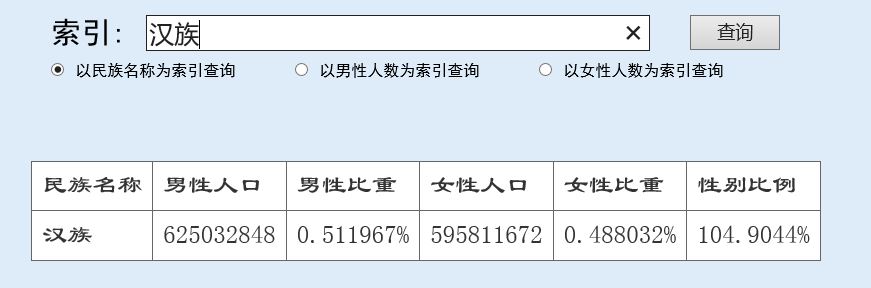 索引: 汉族 × 查询
以民族名称为索引查询 以男性人数为索引查询 以女性人数为索引查询
民族名称 男性人口 男性比重 女性人口 女性比重 性别比例
汉族 625032848 0.511967% 595811672 0.488032% 104.9044%